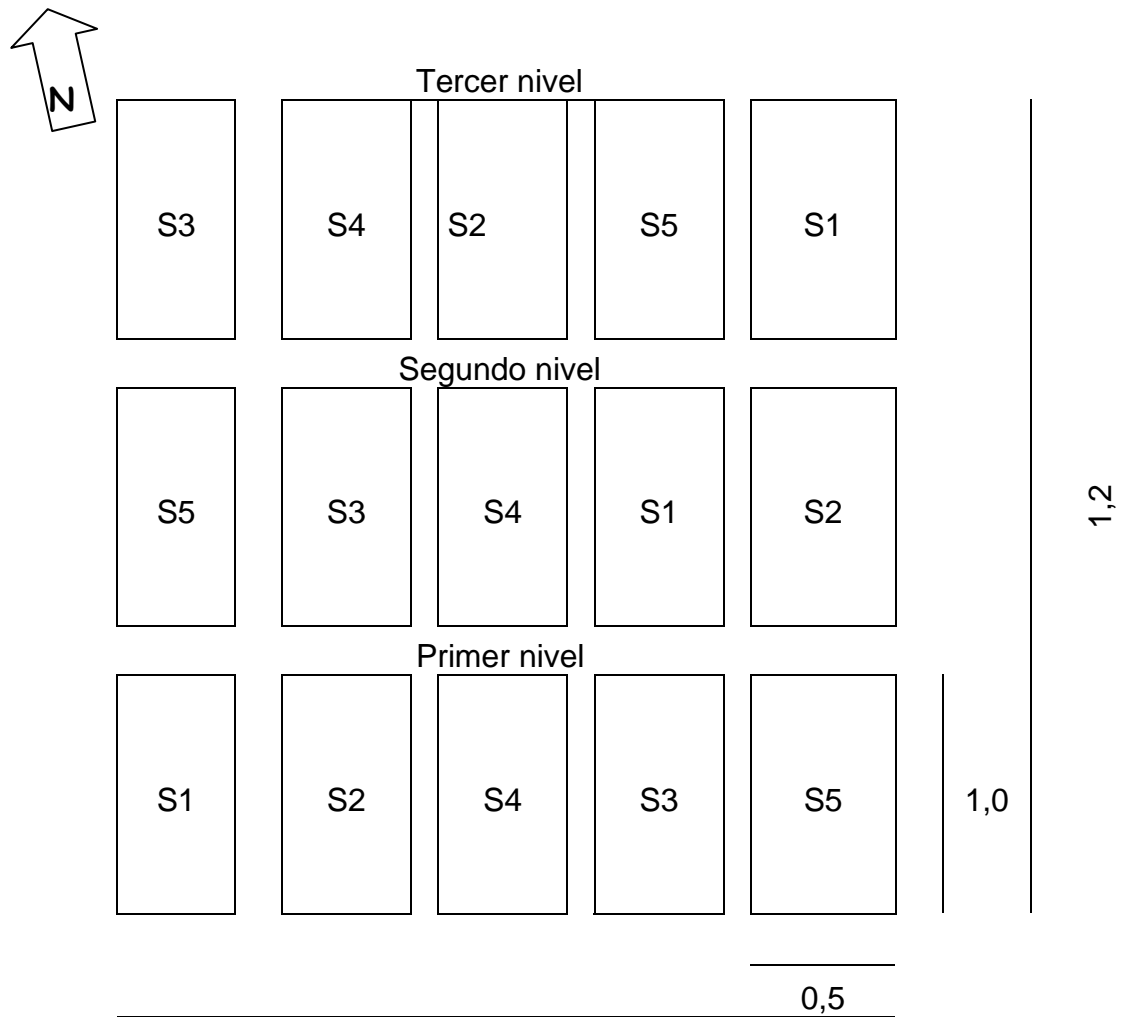 N
Tercer nivel
S3 S4 S2 S5 S1
Segundo nivel
S5 S3 S4 S1 S2
1,2
Primer nivel
S1 S2 S4 S3 S5 1,0
0,5